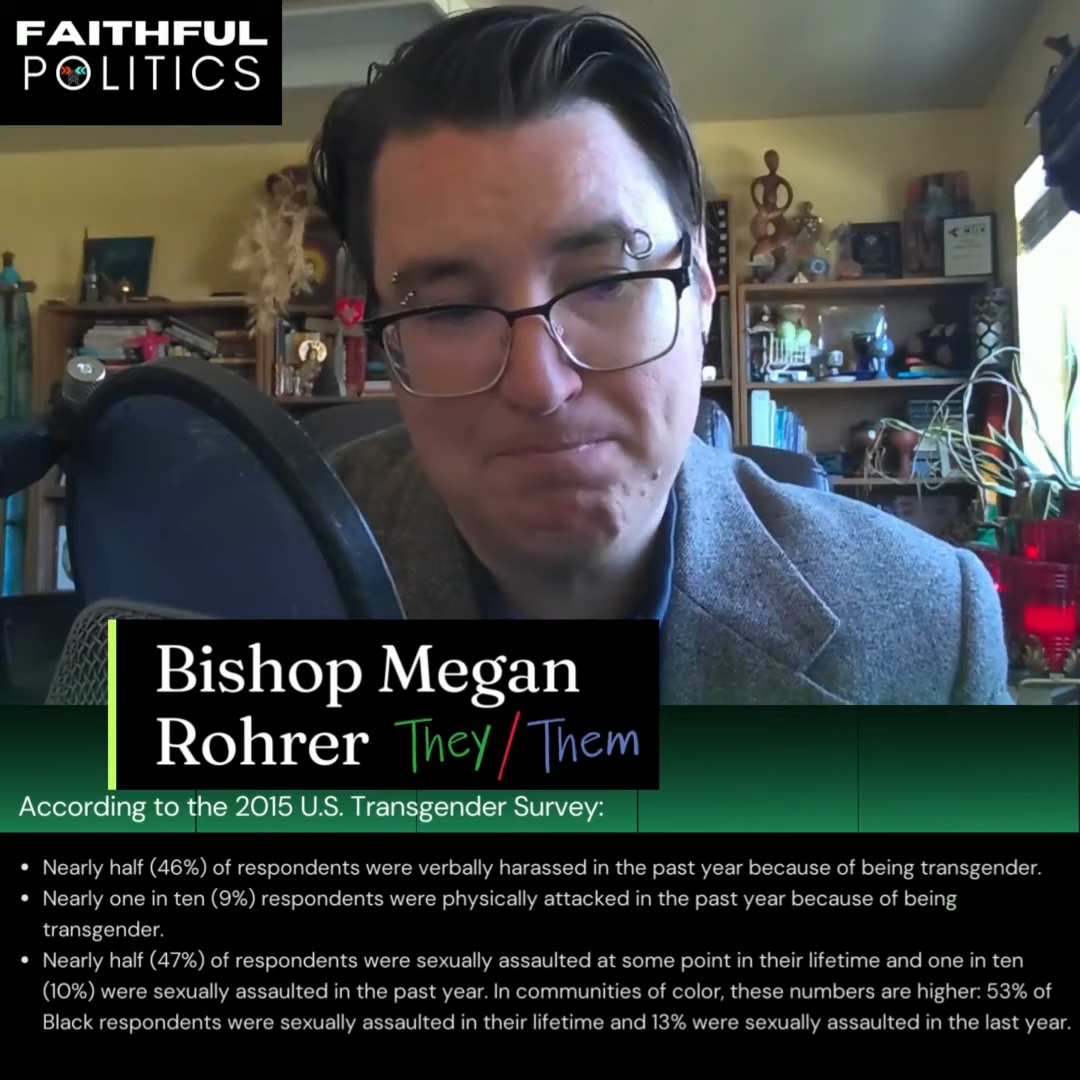 FAITHFUL
POLITICS
Bishop Megan
Rohrer They/Them
According to the 2015 U.S. Transgender Survey:
• Nearly half (46%) of respondents were verbally harassed in the past year because of being transgender.
• Nearly one in ten (9%) respondents were physically attacked in the past year because of being
transgender.
• Nearly half (47%) of respondents were sexually assaulted at some point in their lifetime and one in ten
(10%) were sexually assaulted in the past year. In communities of color, these numbers are higher: 53% of
Black respondents were sexually assaulted in their lifetime and 13% were sexually assaulted in the last year.